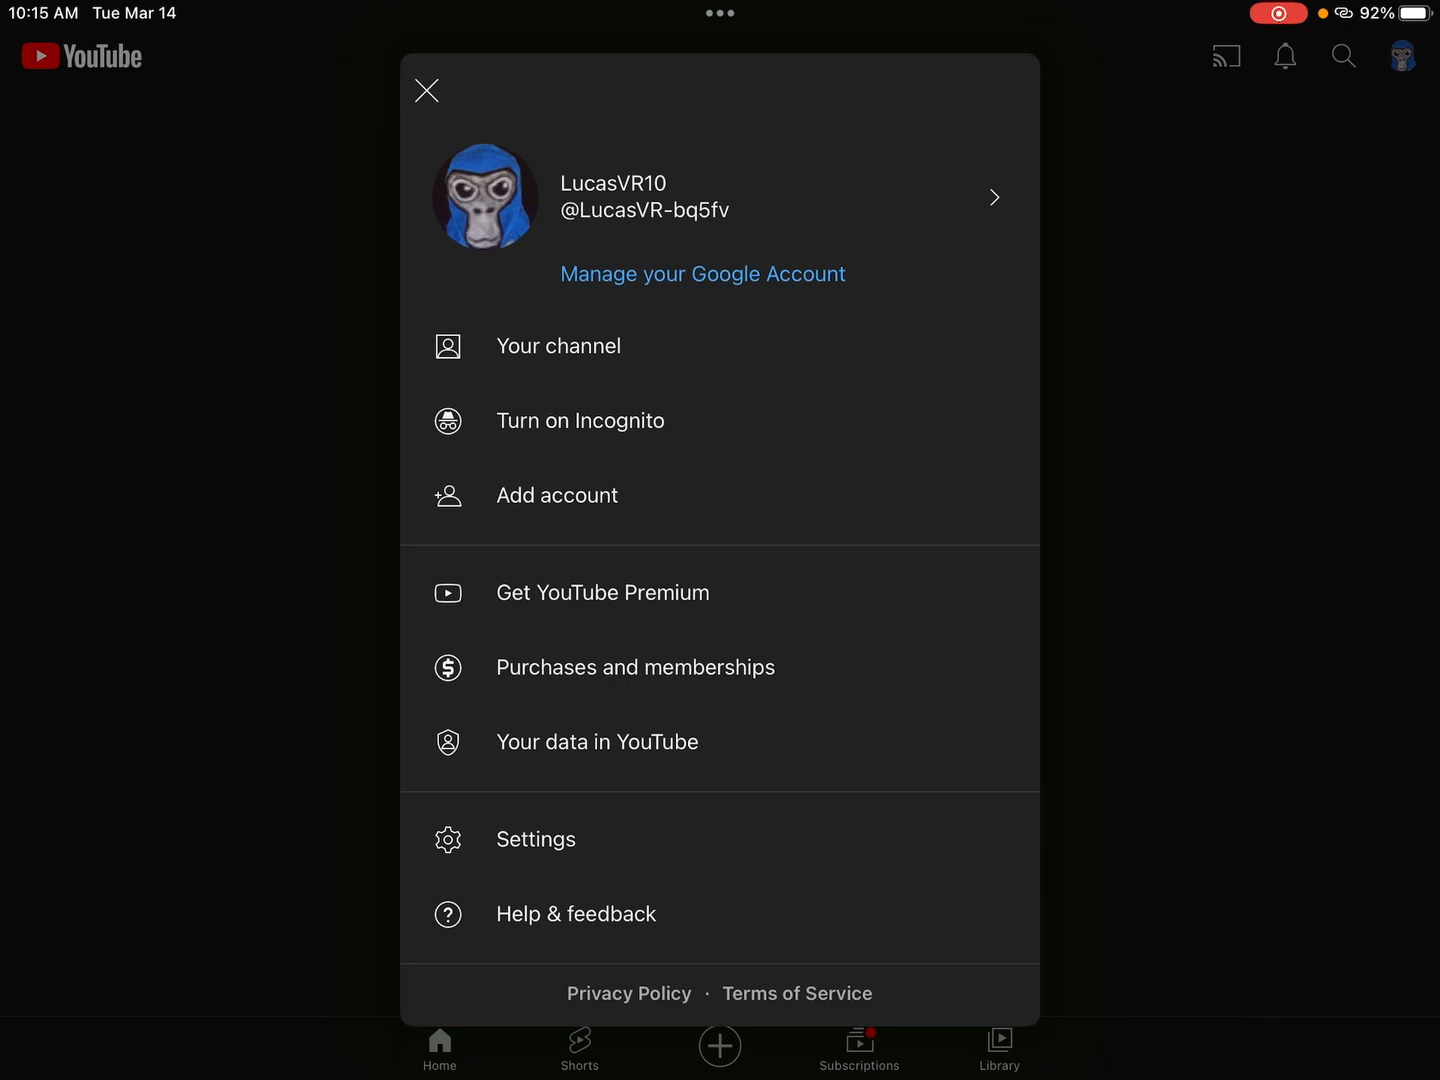 10:15 AM Tue Mar 14
92%
YouTube
LucasVR10
@LucasVR-bq5fv
Manage your Google Account
Your channel
Turn on Incognito
Add account
Get YouTube Premium
Purchases and memberships
Your data in YouTube
Settings
Help & feedback
Privacy Policy · Terms of Service
Home
Shorts
Subscriptions
Library